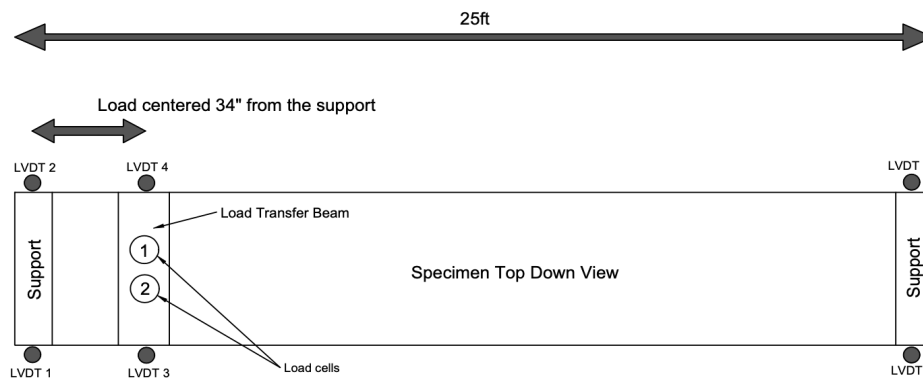 25ft
Load centered 34" from the support
LVDT 2
LVDT 4
LVDT
Load Transfer Beam
Support
1
2
Specimen Top Down View
Support
LVDT 1
LVDT 3
Load cells
LVDT